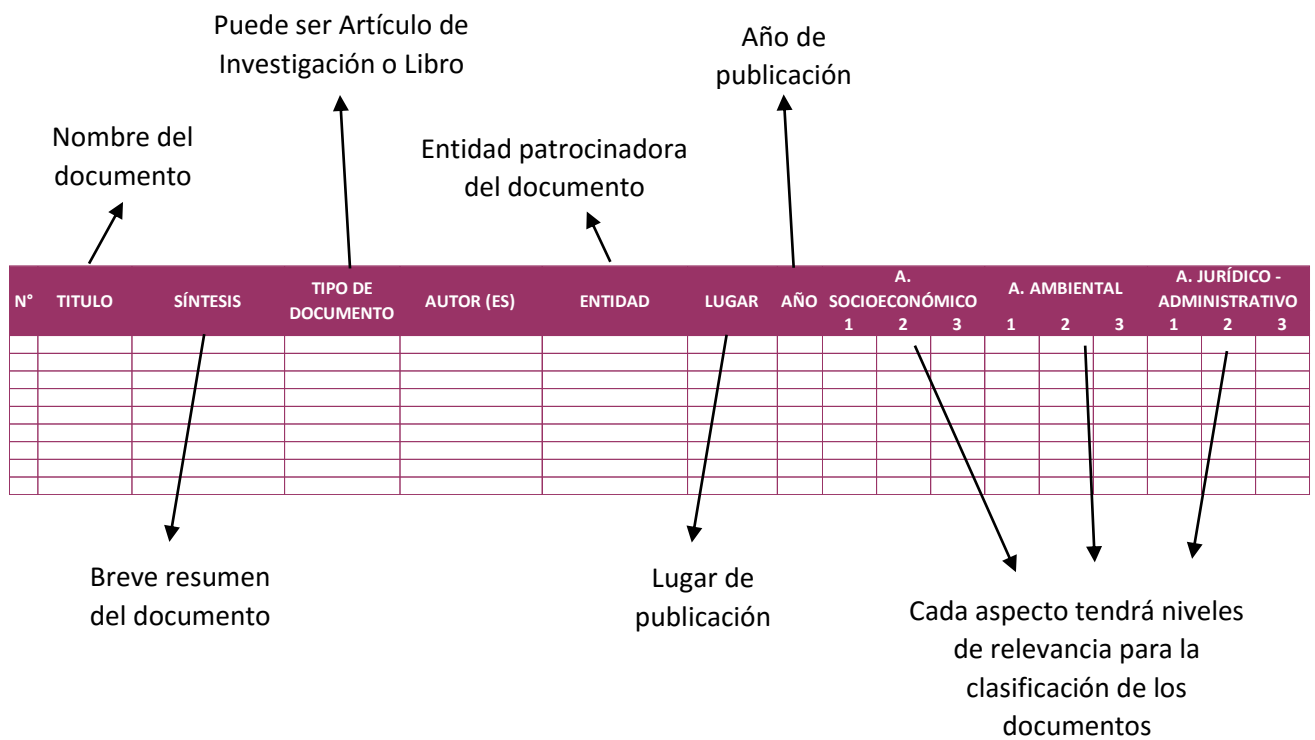 Puede ser Artículo de
Investigación o Libro
Año de
publicación
Nombre del
documento
Entidad patrocinadora
del documento
N°
TITULO
SÍNTESIS
TIPO DE
DOCUMENTO
AUTOR (ES)
ENTIDAD
LUGAR
AÑO
A.
SOCIOECONÓMICO
1 2 3
A. AMBIENTAL
1 2 3
A. JURÍDICO -
ADMINISTRATIVO
1 2 3
Breve resumen
del documento
Lugar de
publicación
Cada aspecto tendrá niveles
de relevancia para la
clasificación de los
documentos